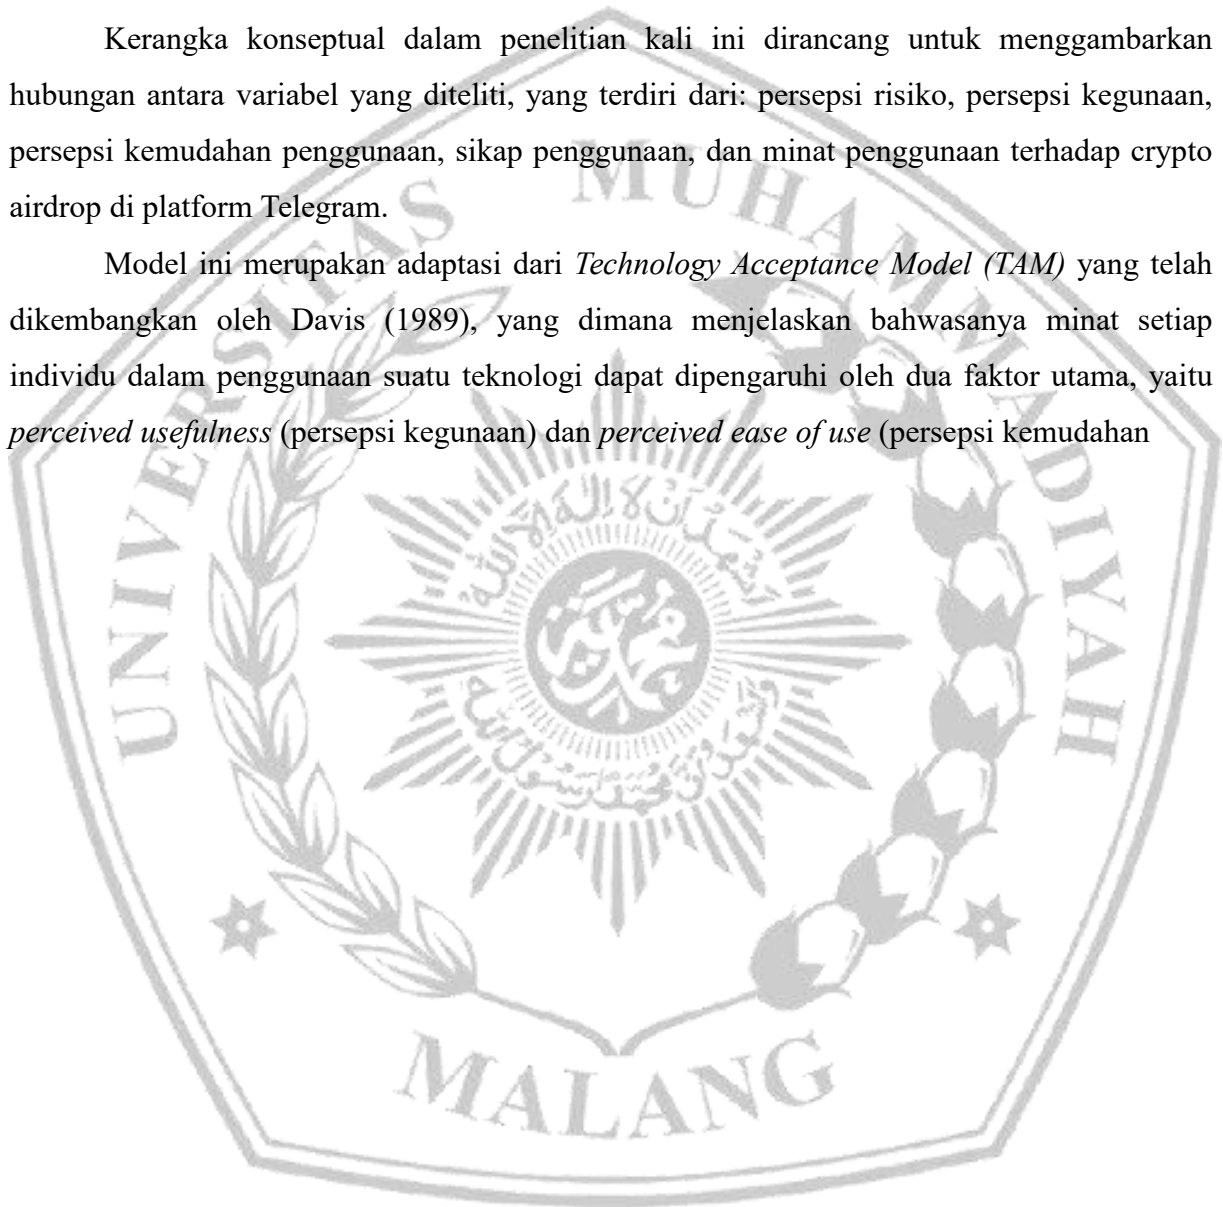 Kerangka konseptual dalam penelitian kali ini dirancang untuk menggambarkan
hubungan antara variabel yang diteliti, yang terdiri dari: persepsi risiko, persepsi kegunaan,
persepsi kemudahan penggunaan, sikap penggunaan, dan minat penggunaan terhadap crypto
airdrop di platform Telegram.
Model ini merupakan adaptasi dari Technology Acceptance Model (TAM) yang telah
dikembangkan oleh Davis (1989), yang dimana menjelaskan bahwasanya minat setiap
individu dalam penggunaan suatu teknologi dapat dipengaruhi oleh dua faktor utama, yaitu
perceived usefulness (persepsi kegunaan) dan perceived ease of use (persepsi kemudahan
UNIVERSITAS MUHAMMADIYAH
MALANG